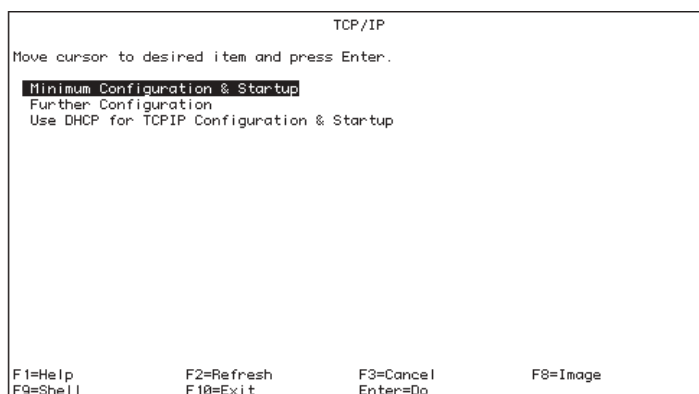 TCP/IP
Move cursor to desired item and press Enter.
Minimum Configuration & Startup
Further Configuration
Use DHCP for TCPIP Configuration & Startup
F1=Help F2=Refresh F3=Cancel F8=Image
F9=Shell F10=Exit Enter=Do